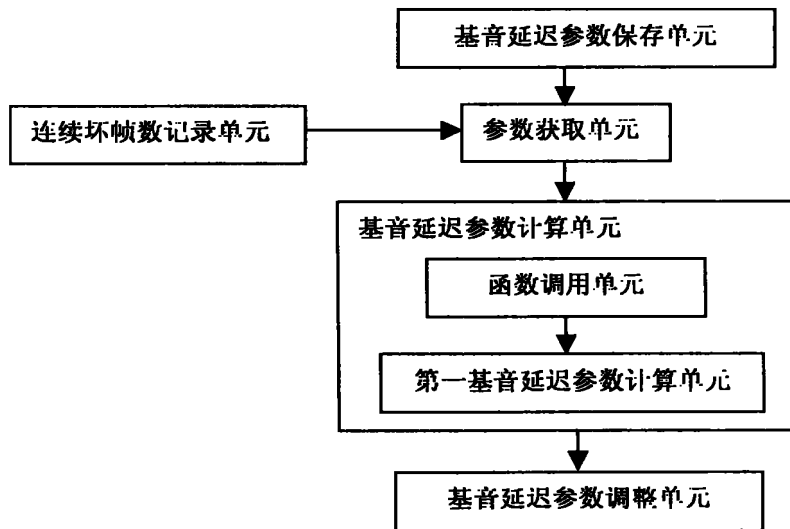 基音延迟参数保存单元
连续坏帧数记录单元
参数获取单元
基音延迟参数计算单元
函数调用单元
第一基音延迟参数计算单元
基音延迟参数调整单元